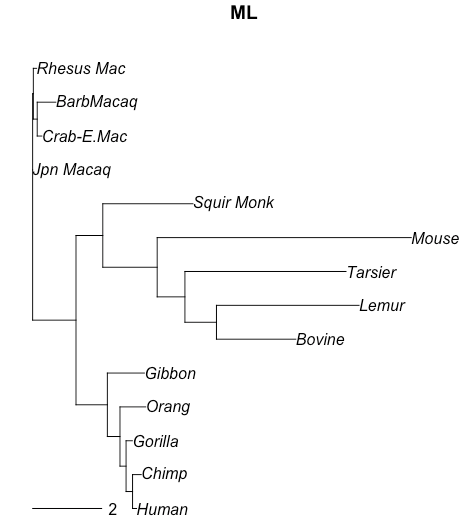 ML
Rhesus Mac
BarbMacaq
Crab-E.Mac
Jpn Macaq
Squir Monk
Mouse
Tarsier
Lemur
Bovine
Gibbon
Orang
Gorilla
Chimp
2 Human